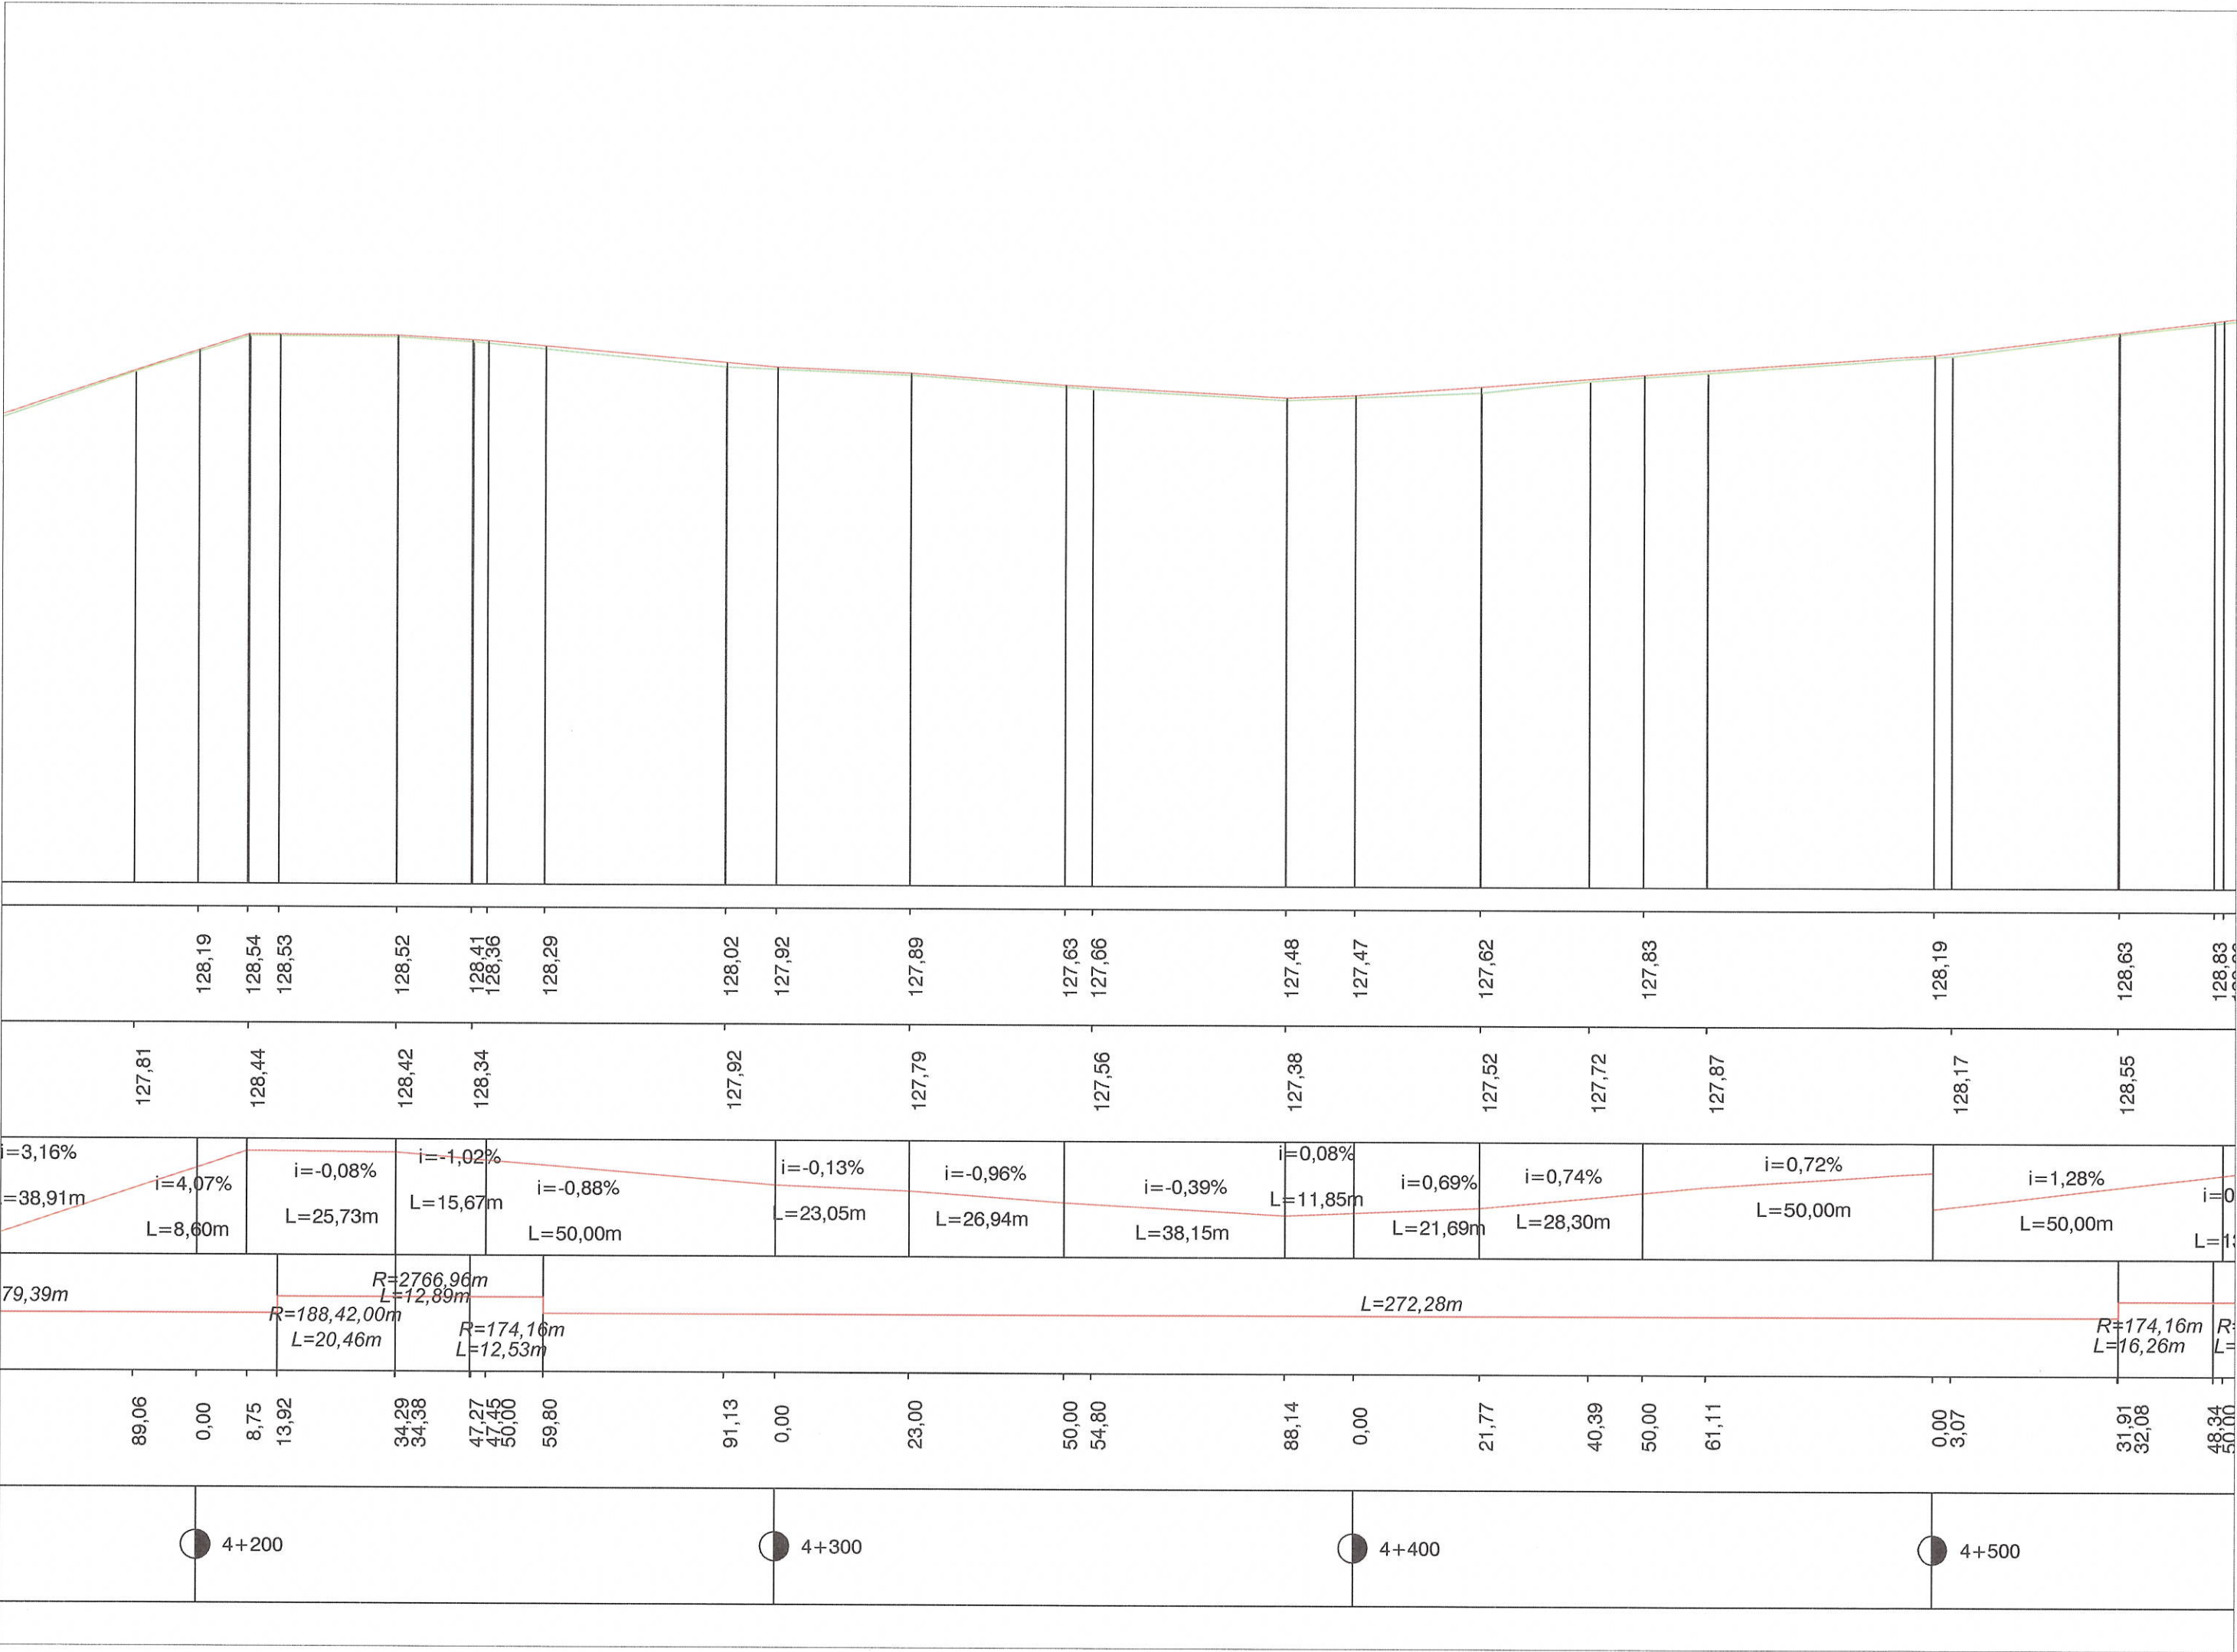 128,19 128,54 128,53 128,52 128,41 128,36 128,29 128,02 127,92 127,89 127,63 127,66 127,48 127,47 127,62 127,83 128,19 128,63 128,83
127,81 128,44 128,42 128,34 127,92 127,79 127,56 127,38 127,52 127,72 127,87 128,17 128,55
i=3,16% i=4,07% i=-0,08% i=-1,02% i=-0,88% i=-0,13% i=-0,96% i=-0,39% i=0,08% i=0,69% i=0,74% i=0,72% i=1,28% i=0
=38,91m L=8,60m L=25,73m L=15,67m L=50,00m L=23,05m L=26,94m L=38,15m L=11,85m L=21,69m L=28,30m L=50,00m L=50,00m
R=2766,96m
79,39m L=12,89m L=272,28m
R=188,42,00m R=174,16m R=174,16m
L=20,46m L=12,53m L=16,26m
89,06 0,00 8,75 13,92 34,29 34,38 47,27 47,45 50,00 59,80 91,13 0,00 23,00 50,00 54,80 88,14 0,00 21,77 40,39 50,00 61,11 0,00 3,07 31,91 32,08 48,34 50,00
4+200 4+300 4+400 4+500